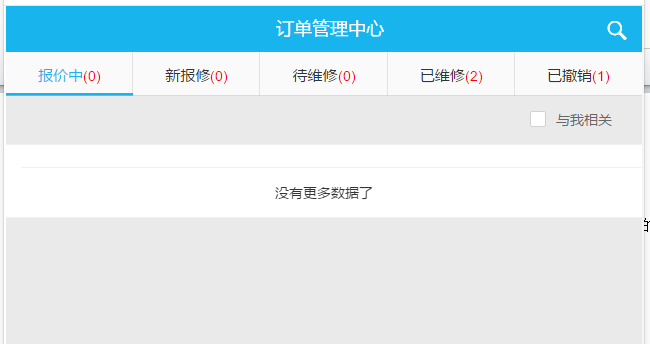 订单管理中心
报价中(0) 新报修(0) 待维修(0) 已维修(2) 已撤销(1)
与我相关
没有更多数据了